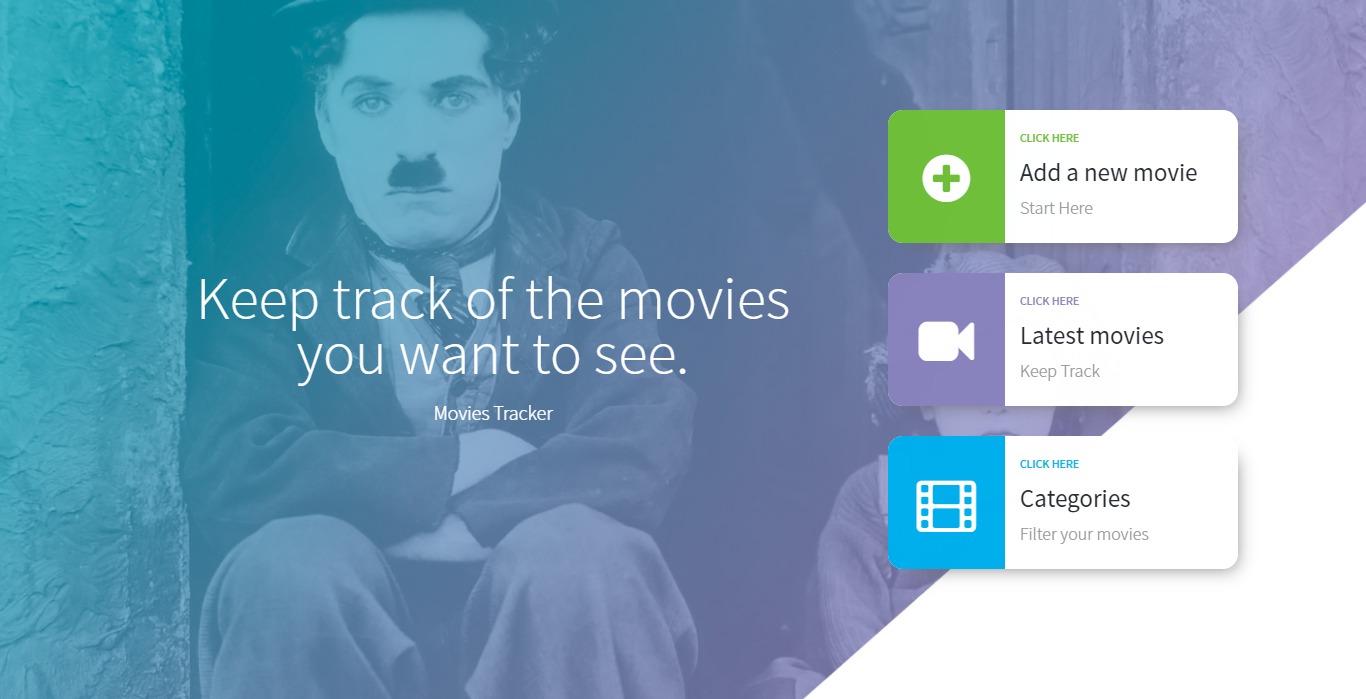 Keep track of the movies
you want to see.
Movies Tracker
CLICK HERE
Add a new movie
Start Here
CLICK HERE
Latest movies
Keep Track
CLICK HERE
Categories
Filter your movies